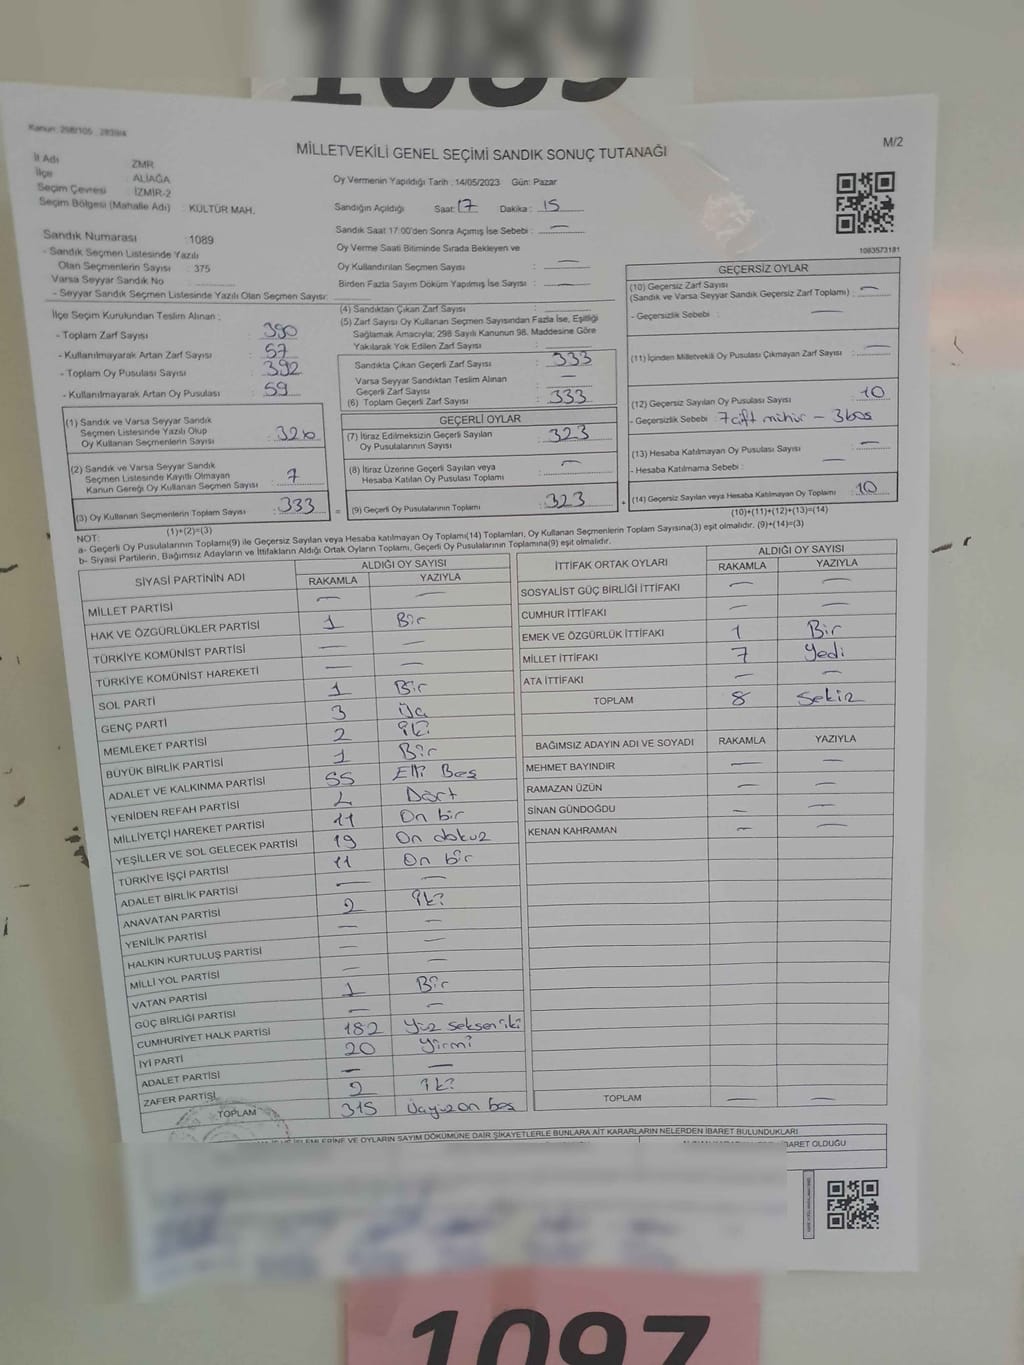 1089
1089
Kanun: 298/105
M/2
MİLLETVEKİLİ GENEL SEÇİMİ SANDIK SONUÇ TUTANAĞI
İl Adı ZMR
İlçe ALİAĞA
Seçim Çevresi İZMİR-2
Seçim Bölgesi (Mahalle Adı) : KÜLTÜR MAH.
Oy Vermenin Yapıldığı Tarih : 14/05/2023 Gün: Pazar
Sandığın Açıldığı Saat: 17 Dakika : 15
Sandık Saat 17:00'den Sonra Açımış İse Sebebi : —
Oy Verme Saati Bitiminde Sırada Bekleyen ve
Oy Kullandırılan Seçmen Sayısı —
Birden Fazla Sayım Döküm Yapılmış İse Sayısı : —
Sandık Numarası : 1089
- Sandık Seçmen Listesinde Yazılı
Olan Seçmenlerin Sayısı : 375
Varsa Seyyar Sandık No
- Seyyar Sandık Seçmen Listesinde Yazılı Olan Seçmen Sayısı:
İlçe Seçim Kurulundan Teslim Alınan ;
- Toplam Zarf Sayısı : 390
- Kullanılmayarak Artan Zarf Sayısı : 57
- Toplam Oy Pusulası Sayısı : 392
- Kullanılmayarak Artan Oy Pusulası : 59
(1) Sandık ve Varsa Seyyar Sandık
Seçmen Listesinde Yazılı Olup
Oy Kullanan Seçmenlerin Sayısı : 326
(2) Sandık ve Varsa Seyyar Sandık
Seçmen Listesinde Kayıtlı Olmayan
Kanun Gereği Oy Kullanan Seçmen Sayısı : 7
(3) Oy Kullanan Seçmenlerin Toplam Sayısı : 333
(1)+(2)=(3)
(4) Sandıktan Çıkan Zarf Sayısı
(5) Zarf Sayısı Oy Kullanan Seçmen Sayısından Fazla İse, Eşitliği
Sağlamak Amacıyla; 298 Sayılı Kanunun 98. Maddesine Göre
Yakılarak Yok Edilen Zarf Sayısı :
Sandıkta Çıkan Geçerli Zarf Sayısı : 333
Varsa Seyyar Sandıktan Teslim Alınan
Geçerli Zarf Sayısı : —
(6) Toplam Geçerli Zarf Sayısı : 333
GEÇERLİ OYLAR
(7) İtiraz Edilmeksizin Geçerli Sayılan
Oy Pusulalarının Sayısı : 323
(8) İtiraz Üzerine Geçerli Sayılan veya
Hesaba Katılan Oy Pusulası Toplamı : —
(9) Geçerli Oy Pusulalarının Toplamı : 323
1083573181
GEÇERSİZ OYLAR
(10) Geçersiz Zarf Sayısı
(Sandık ve Varsa Seyyar Sandık Geçersiz Zarf Toplamı) : —
- Geçersizlik Sebebi : —
(11) İçinden Milletvekili Oy Pusulası Çıkmayan Zarf Sayısı : —
(12) Geçersiz Sayılan Oy Pusulası Sayısı : 10
- Geçersizlik Sebebi : 7 çift mühür - 3 boş
(13) Hesaba Katılmayan Oy Pusulası Sayısı : —
- Hesaba Katılmama Sebebi : —
(14) Geçersiz Sayılan veya Hesaba Katılmayan Oy Toplamı : 10
(10)+(11)+(12)+(13)=(14)
NOT:
a- Geçerli Oy Pusulalarının Toplamı(9) ile Geçersiz Sayılan veya Hesaba katılmayan Oy Toplamı(14) Toplamları, Oy Kullanan Seçmenlerin Toplam Sayısına(3) eşit olmalıdır. (9)+(14)=(3)
b- Siyasi Partilerin, Bağımsız Adayların ve İttifakların Aldığı Ortak Oyların Toplamı, Geçerli Oy Pusulalarının Toplamına(9) eşit olmalıdır.
SİYASİ PARTİNİN ADI ALDIĞI OY SAYISI
RAKAMLA YAZIYLA
MİLLET PARTİSİ — —
HAK VE ÖZGÜRLÜKLER PARTİSİ 1 Bir
TÜRKİYE KOMÜNİST PARTİSİ — —
TÜRKİYE KOMÜNİST HAREKETİ — —
SOL PARTİ 1 Bir
GENÇ PARTİ 3 Üç
MEMLEKET PARTİSİ 2 İki
BÜYÜK BİRLİK PARTİSİ 1 Bir
ADALET VE KALKINMA PARTİSİ 55 Elli Beş
YENİDEN REFAH PARTİSİ Dört
MİLLİYETÇİ HAREKET PARTİSİ 11 On bir
YEŞİLLER VE SOL GELECEK PARTİSİ 19 On dokuz
TÜRKİYE İŞÇİ PARTİSİ 11 On bir
ADALET BİRLİK PARTİSİ — —
ANAVATAN PARTİSİ 2 İki
YENİLİK PARTİSİ — —
HALKIN KURTULUŞ PARTİSİ — —
MİLLİ YOL PARTİSİ — —
VATAN PARTİSİ 1 Bir
GÜÇ BİRLİĞİ PARTİSİ — —
CUMHURİYET HALK PARTİSİ 182 Yüz seksen iki
İYİ PARTİ 20 Yirmi
ADALET PARTİSİ — —
ZAFER PARTİSİ 2 İki
TOPLAM 315 Üçyüz on beş
İTTİFAK ORTAK OYLARI ALDIĞI OY SAYISI
RAKAMLA YAZIYLA
SOSYALİST GÜÇ BİRLİĞİ İTTİFAKI — —
CUMHUR İTTİFAKI — —
EMEK VE ÖZGÜRLÜK İTTİFAKI 1 Bir
MİLLET İTTİFAKI 7 Yedi
ATA İTTİFAKI — —
TOPLAM 8 Sekiz
BAĞIMSIZ ADAYIN ADI VE SOYADI RAKAMLA YAZIYLA
MEHMET BAYINDIR — —
RAMAZAN ÜZÜN — —
SİNAN GÜNDOĞDU — —
KENAN KAHRAMAN — —
TOPLAM — —
OYLARIN SAYIM DÖKÜMÜNE DAİR ŞİKAYETLERLE BUNLARA AİT KARARLARIN NELERDEN İBARET BULUNDUKLARI
İBARET OLDUĞU
1097